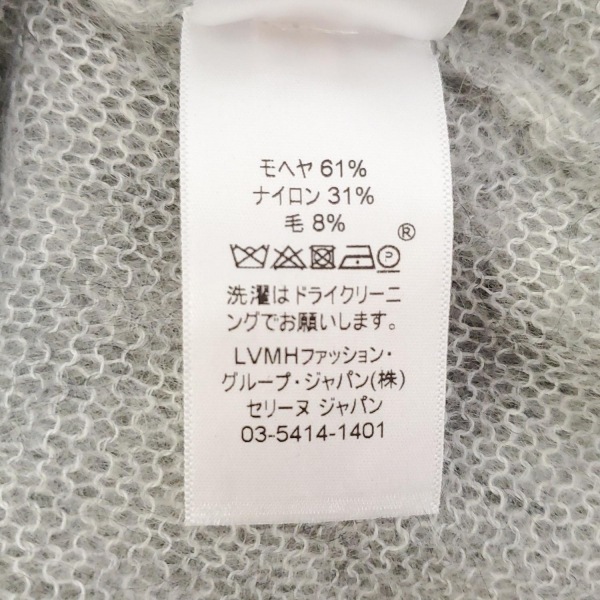 モヘヤ 61%
ナイロン 31%
毛 8%
®
P
洗濯はドライクリーニ
ングでお願いします。
LVMHファッション・
グループ・ジャパン(株)
セリーヌ ジャパン
03-5414-1401